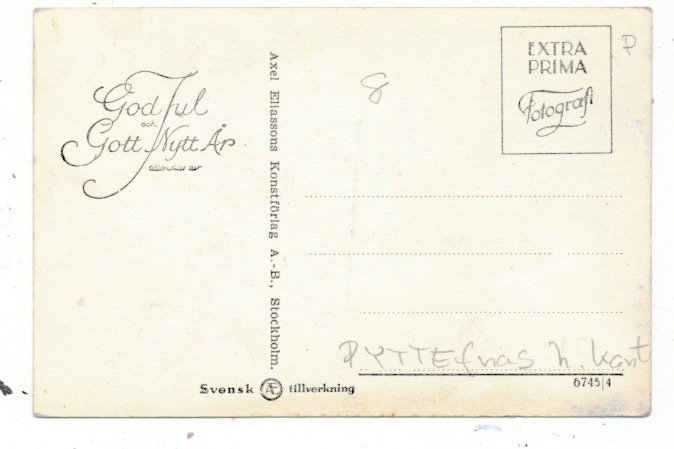 God Jul
och
Gott Nytt År
tillönskas av
Axel Eliassons Konstförlag A.-B., Stockholm.
8
EXTRA
PRIMA
Fotografi
P
h. kant
6745|4
Svensk Æ tillverkning